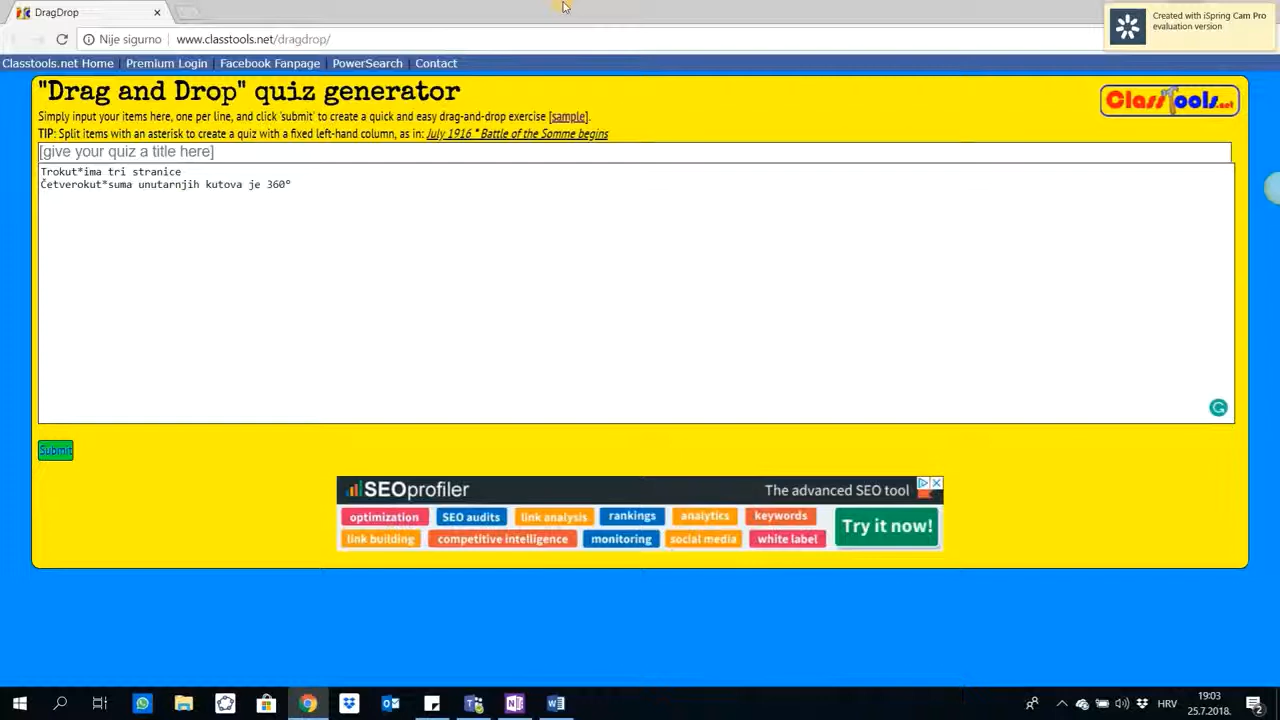 DragDrop
Created with iSpring Cam Pro
evaluation version
Nije sigurno
www.classtools.net/dragdrop/
Classtools.net Home | Premium Login | Facebook Fanpage | PowerSearch | Contact
"Drag and Drop" quiz generator
ClassTools.net
Simply input your items here, one per line, and click 'submit' to create a quick and easy drag-and-drop exercise [sample].
TIP: Split items with an asterisk to create a quiz with a fixed left-hand column, as in: July 1916 * Battle of the Somme begins
[give your quiz a title here]
Trokut*ima tri stranice
Četverokut*suma unutarnjih kutova je 360°
Submit
SEOprofiler
The advanced SEO tool
optimization SEO audits link analysis rankings analytics keywords
link building competitive intelligence monitoring social media white label
Try it now!
HRV
19:03
25.7.2018.
2